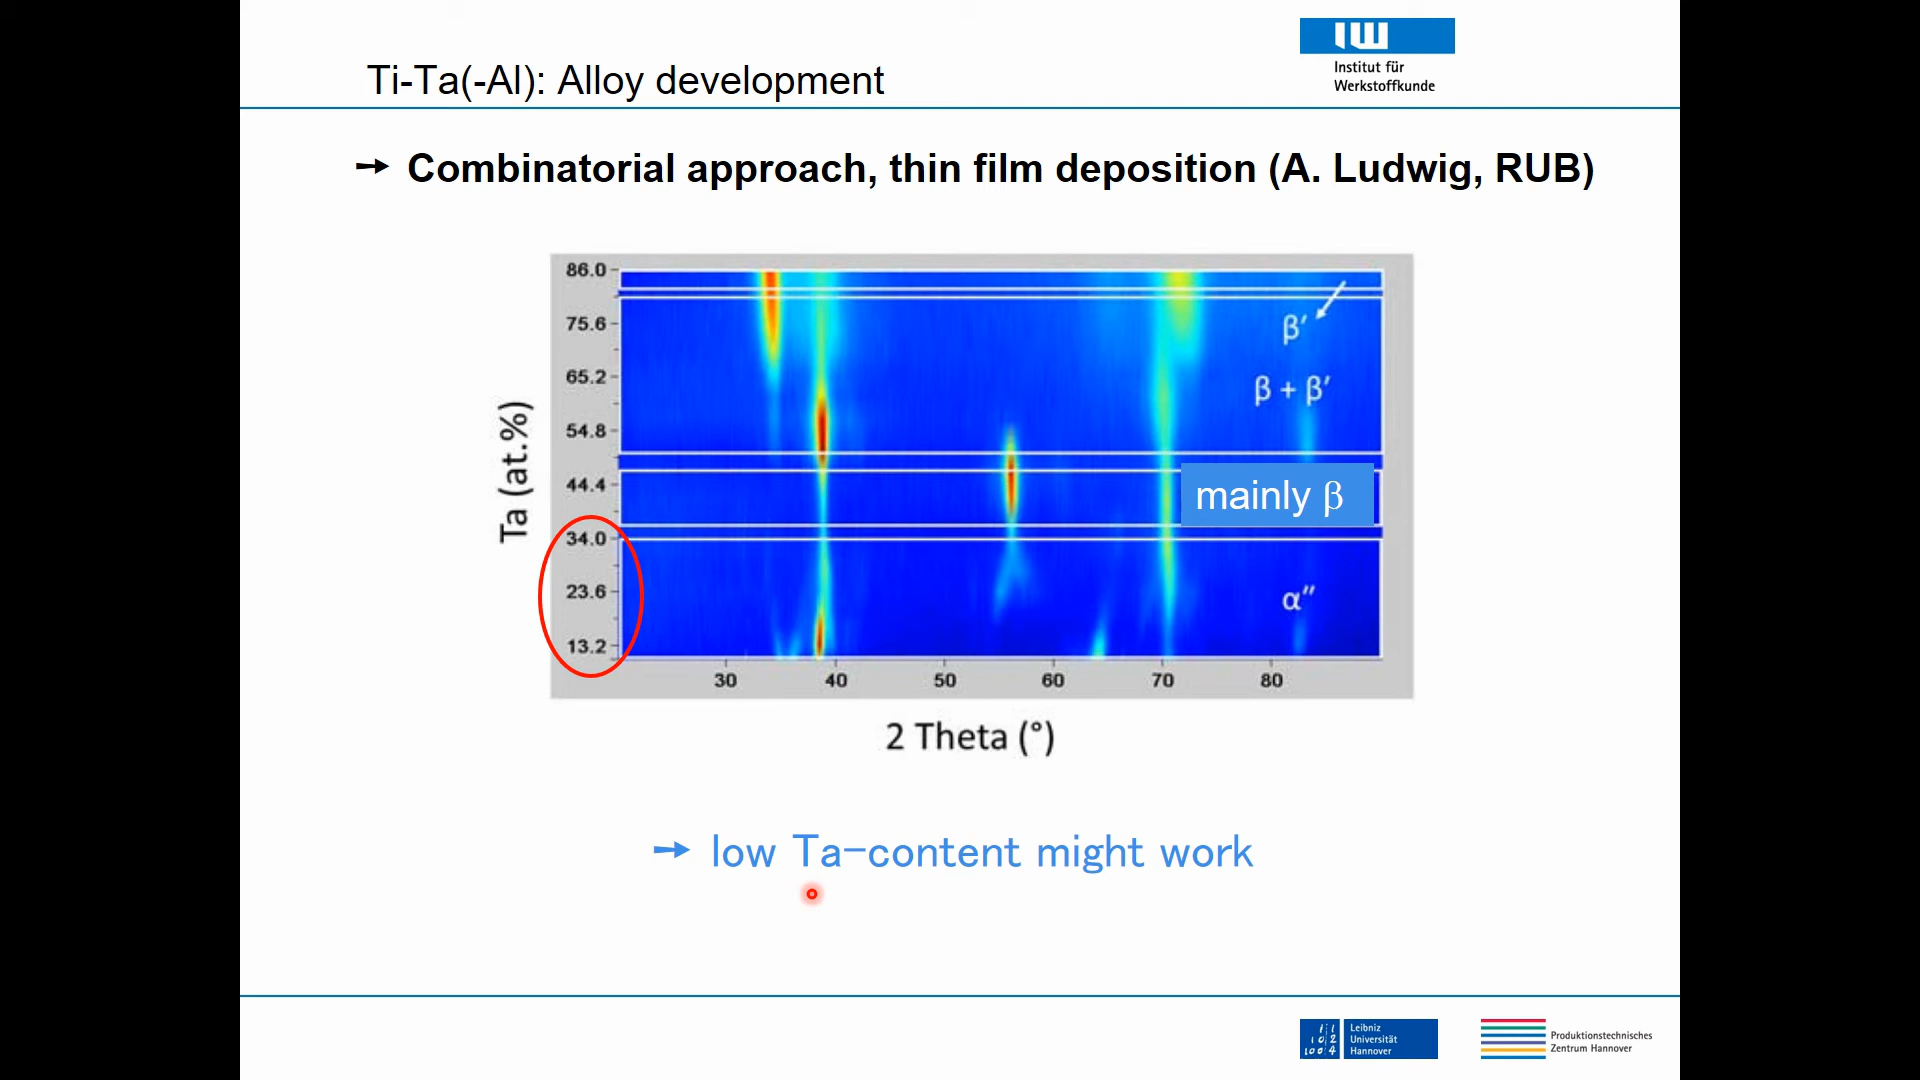 IW
Institut für
Werkstoffkunde
Ti-Ta(-Al): Alloy development
→ Combinatorial approach, thin film deposition (A. Ludwig, RUB)
Ta (at.%)
86.0
75.6
65.2
54.8
44.4
34.0
23.6
13.2
β′
β + β′
mainly β
α″
30 40 50 60 70 80
2 Theta (°)
→ low Ta-content might work
Leibniz
Universität
Hannover
Produktionstechnisches
Zentrum Hannover